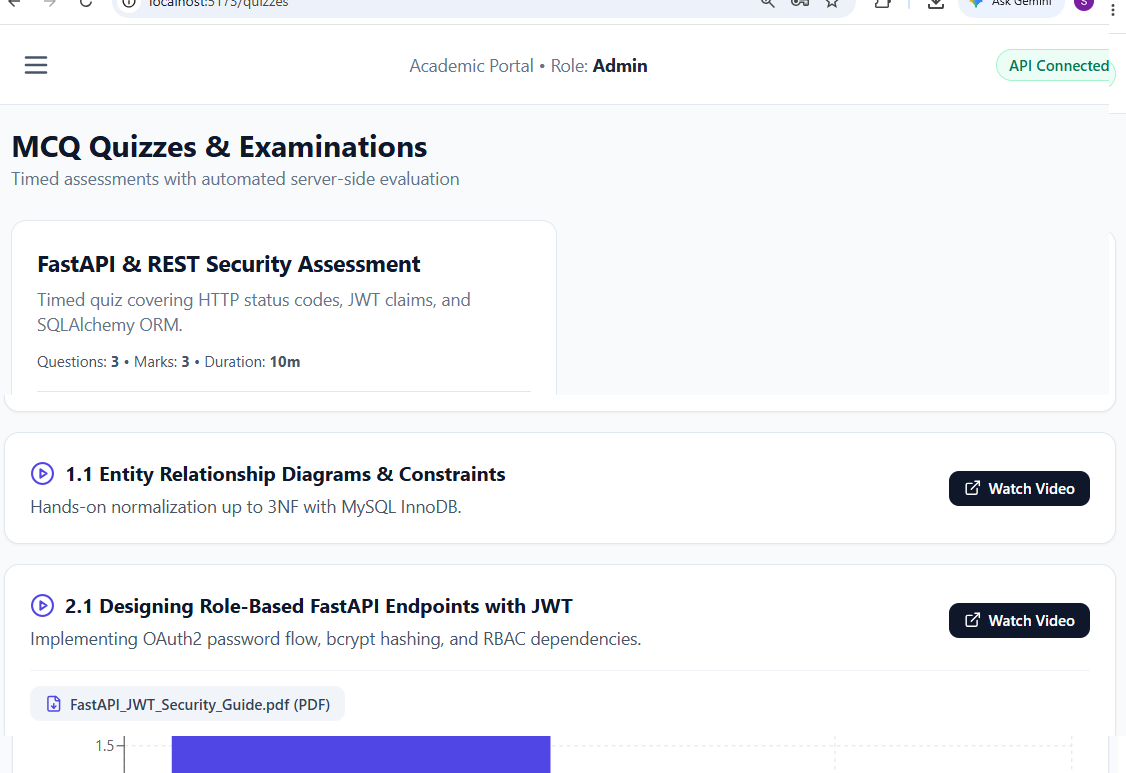 localhost:5173/quizzes
Ask Gemini
S
Academic Portal • Role: Admin
API Connected
MCQ Quizzes & Examinations
Timed assessments with automated server-side evaluation
FastAPI & REST Security Assessment
Timed quiz covering HTTP status codes, JWT claims, and
SQLAlchemy ORM.
Questions: 3 • Marks: 3 • Duration: 10m
1.1 Entity Relationship Diagrams & Constraints
Hands-on normalization up to 3NF with MySQL InnoDB.
Watch Video
2.1 Designing Role-Based FastAPI Endpoints with JWT
Implementing OAuth2 password flow, bcrypt hashing, and RBAC dependencies.
Watch Video
FastAPI_JWT_Security_Guide.pdf (PDF)
1.5